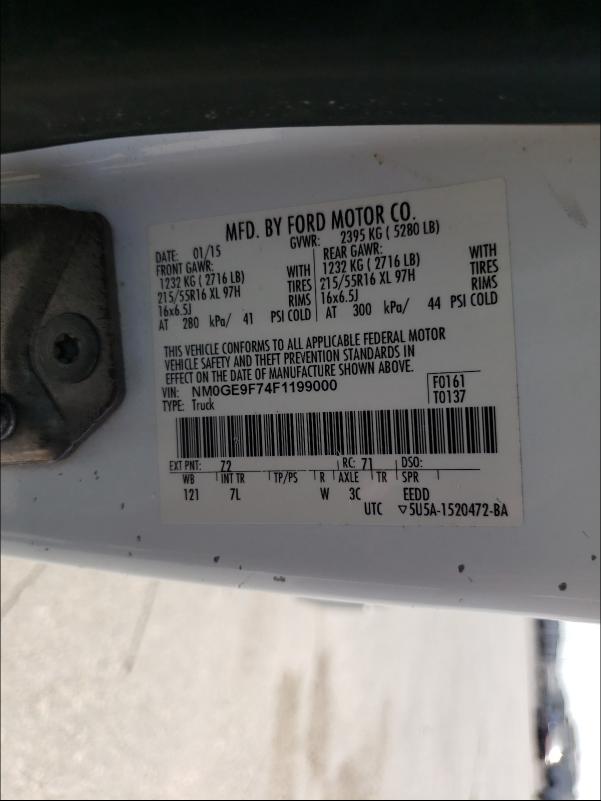 MFD. BY FORD MOTOR CO.
DATE: 01/15 GVWR: 2395 KG ( 5280 LB)
FRONT GAWR: WITH REAR GAWR: WITH
1232 KG ( 2716 LB) TIRES 1232 KG ( 2716 LB) TIRES
215/55R16 XL 97H RIMS 215/55R16 XL 97H RIMS
16x6.5J 16x6.5J
AT 280 kPa/ 41 PSI COLD AT 300 kPa/ 44 PSI COLD
THIS VEHICLE CONFORMS TO ALL APPLICABLE FEDERAL MOTOR
VEHICLE SAFETY AND THEFT PREVENTION STANDARDS IN
EFFECT ON THE DATE OF MANUFACTURE SHOWN ABOVE.
VIN: NM0GE9F74F1199000 F0161
TYPE: Truck T0137
EXT PNT: 72 RC: 71 DSO:
WB INT TR TP/PS R AXLE TR SPR
121 7L W 3C EEDD
UTC ▽5U5A-1520472-BA